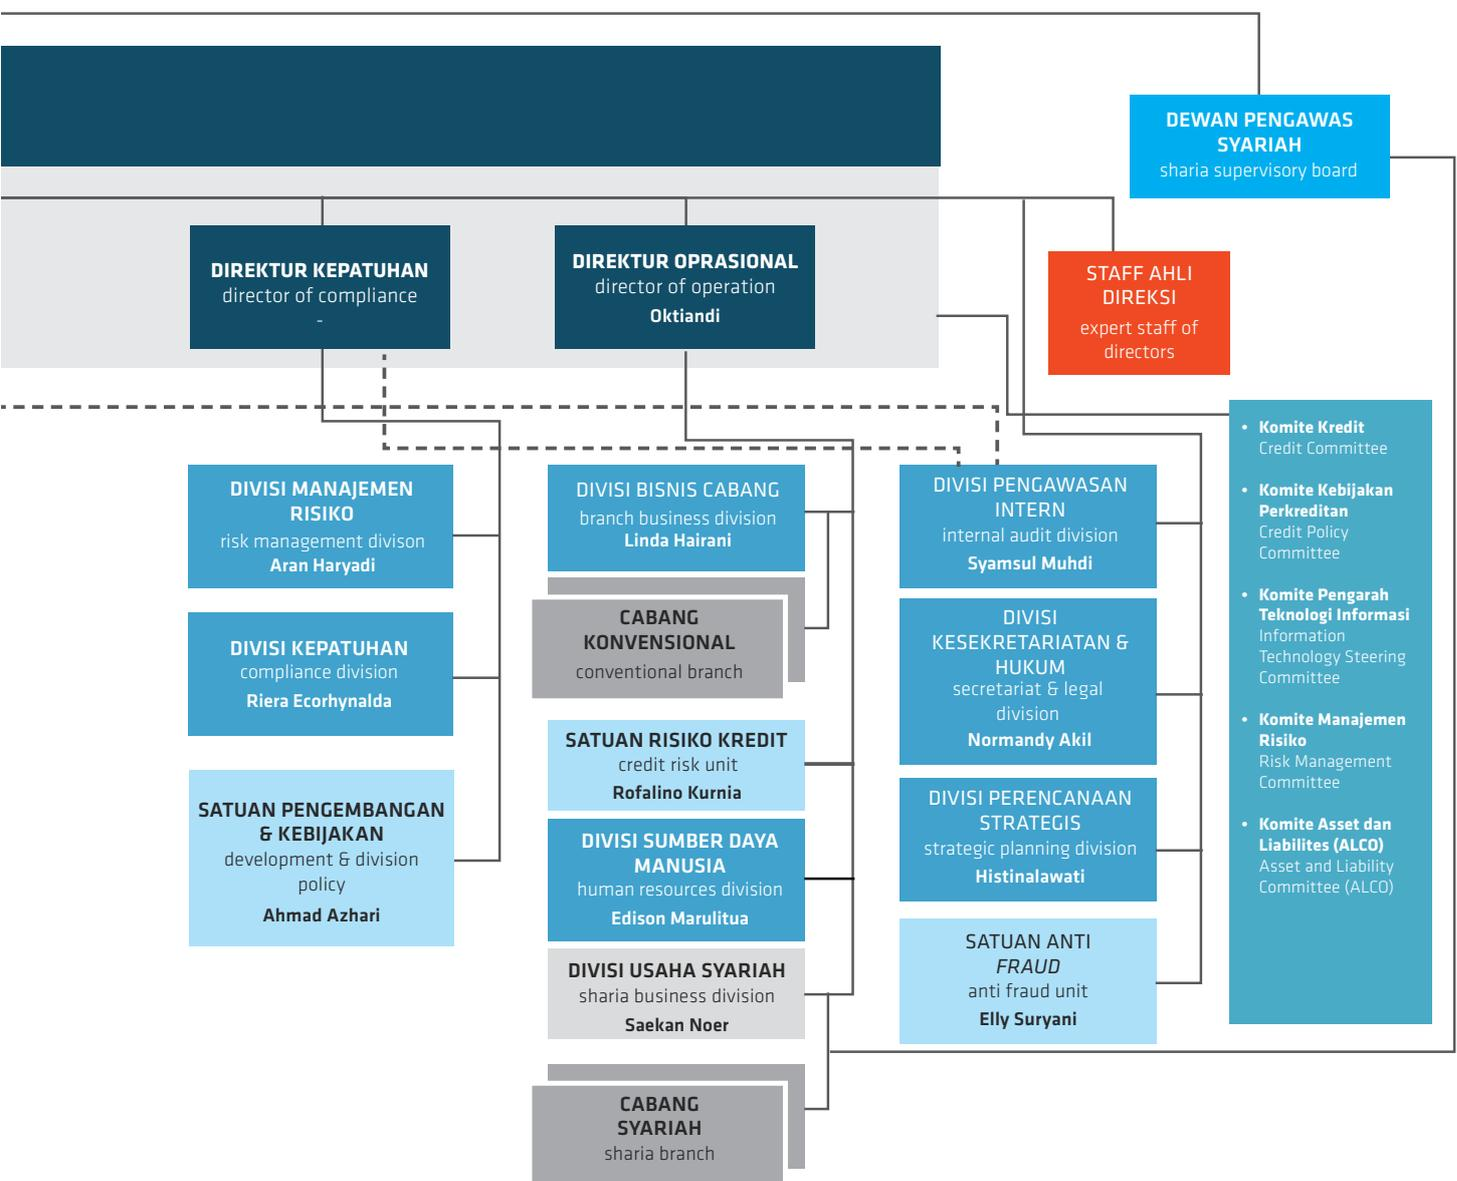 DEWAN PENGAWAS
SYARIAH
sharia supervisory board
DIREKTUR KEPATUHAN
director of compliance
-
DIREKTUR OPRASIONAL
director of operation
Oktiandi
STAFF AHLI
DIREKSI
expert staff of
directors
DIVISI MANAJEMEN
RISIKO
risk management divison
Aran Haryadi
DIVISI KEPATUHAN
compliance division
Riera Ecorhynalda
SATUAN PENGEMBANGAN
& KEBIJAKAN
development & division
policy
Ahmad Azhari
DIVISI BISNIS CABANG
branch business division
Linda Hairani
CABANG
KONVENSIONAL
conventional branch
SATUAN RISIKO KREDIT
credit risk unit
Rofalino Kurnia
DIVISI SUMBER DAYA
MANUSIA
human resources division
Edison Marulitua
DIVISI USAHA SYARIAH
sharia business division
Saekan Noer
CABANG
SYARIAH
sharia branch
DIVISI PENGAWASAN
INTERN
internal audit division
Syamsul Muhdi
DIVISI
KESEKRETARIATAN &
HUKUM
secretariat & legal
division
Normandy Akil
DIVISI PERENCANAAN
STRATEGIS
strategic planning division
Histinalawati
SATUAN ANTI
FRAUD
anti fraud unit
Elly Suryani
• Komite Kredit
Credit Committee
• Komite Kebijakan
Perkreditan
Credit Policy
Committee
• Komite Pengarah
Teknologi Informasi
Information
Technology Steering
Committee
• Komite Manajemen
Risiko
Risk Management
Committee
• Komite Asset dan
Liabilites (ALCO)
Asset and Liability
Committee (ALCO)